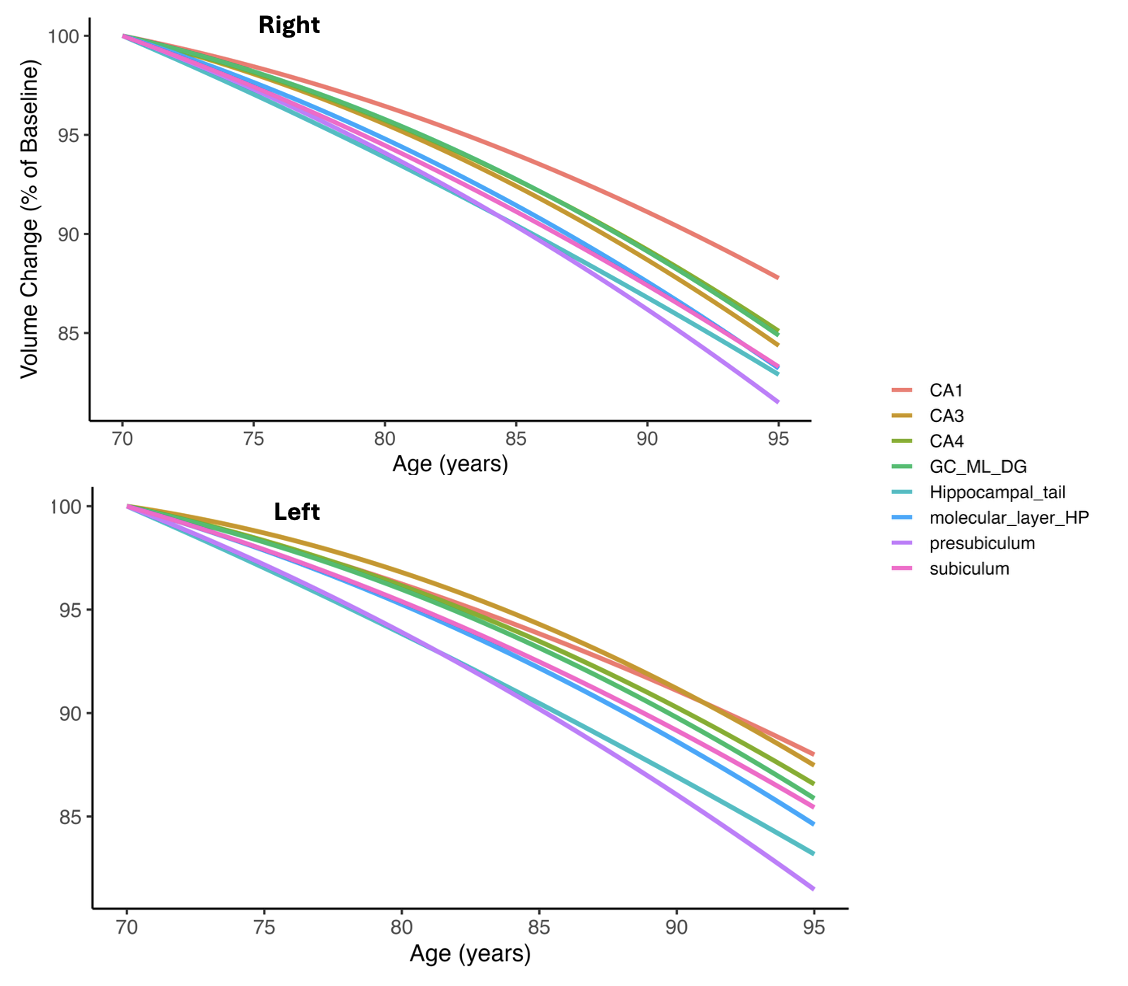 Right
Volume Change (% of Baseline)
100
95
90
85
70 75 80 85 90 95
Age (years)
CA1
CA3
CA4
GC_ML_DG
Hippocampal_tail
molecular_layer_HP
presubiculum
subiculum
Left
100
95
90
85
70 75 80 85 90 95
Age (years)